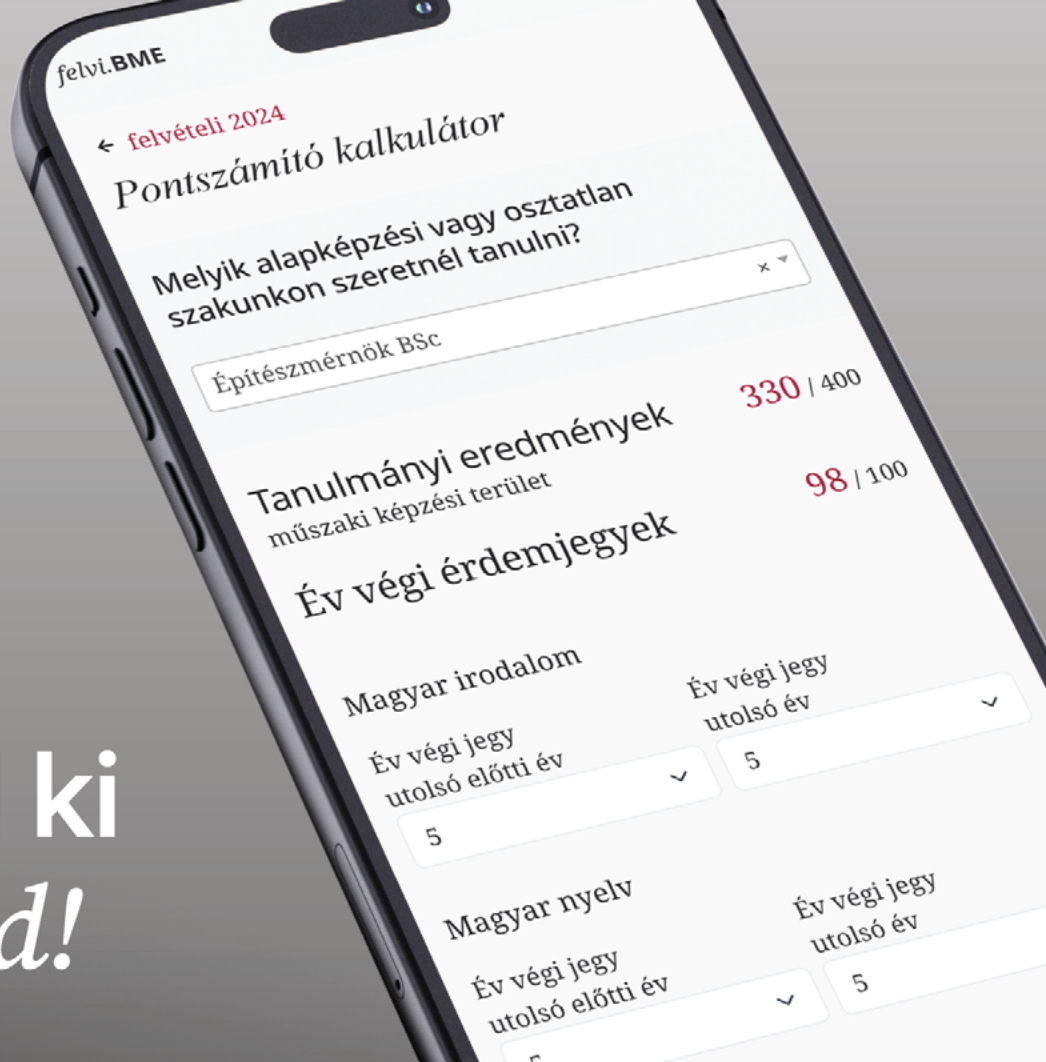 felvi.BME
← felvételi 2024
Pontszámító kalkulátor
Melyik alapképzési vagy osztatlan
szakunkon szeretnél tanulni?
Építészmérnök BSc
Tanulmányi eredmények 330 / 400
műszaki képzési terület
Év végi érdemjegyek 98 / 100
Magyar irodalom
Év végi jegy
utolsó előtti év
5
Év végi jegy
utolsó év
5
Magyar nyelv
Év végi jegy
utolsó előtti év
5
Év végi jegy
utolsó év
5
ki
d!